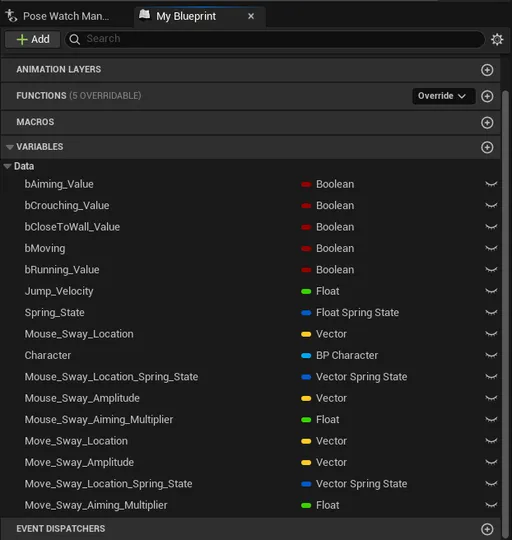 Pose Watch Man... My Blueprint
Add Search
ANIMATION LAYERS
FUNCTIONS (5 OVERRIDABLE) Override
MACROS
VARIABLES
Data
bAiming_Value Boolean
bCrouching_Value Boolean
bCloseToWall_Value Boolean
bMoving Boolean
bRunning_Value Boolean
Jump_Velocity Float
Spring_State Float Spring State
Mouse_Sway_Location Vector
Character BP Character
Mouse_Sway_Location_Spring_State Vector Spring State
Mouse_Sway_Amplitude Vector
Mouse_Sway_Aiming_Multiplier Float
Move_Sway_Location Vector
Move_Sway_Amplitude Vector
Move_Sway_Location_Spring_State Vector Spring State
Move_Sway_Aiming_Multiplier Float
EVENT DISPATCHERS